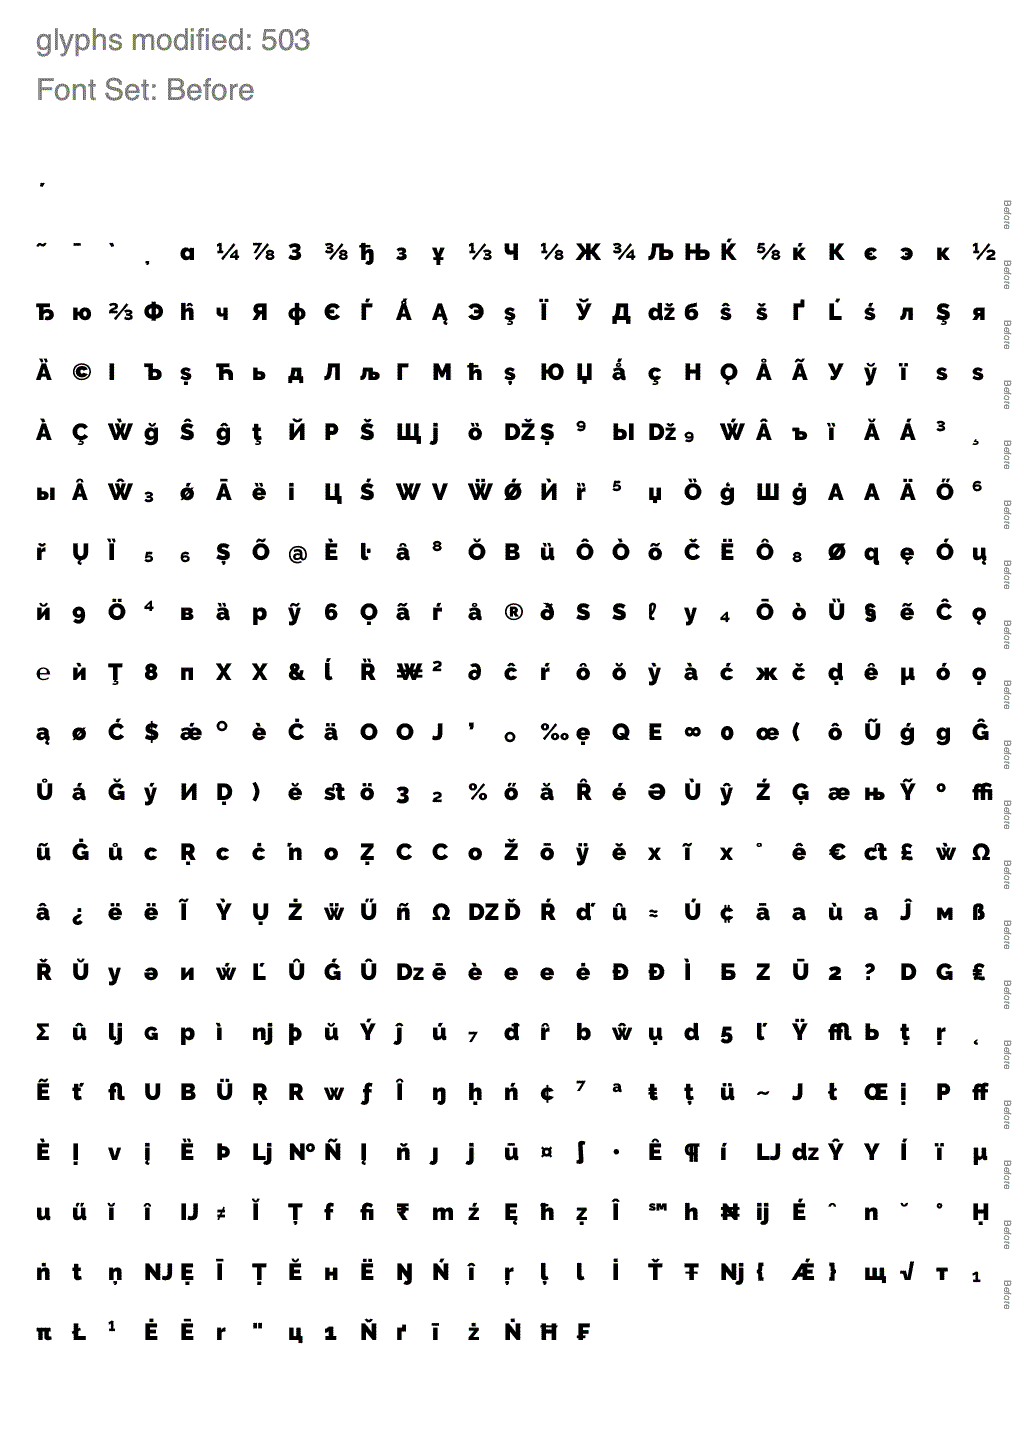 glyphs modified: 503
Font Set: Before
ˊ
˜ ¯ ` ̣ ɑ ¼ ⅞ З ⅜ ђ з ұ ⅓ Ч ⅛ Ж ¾ Љ Њ Ќ ⅝ ќ К є э к ½ Before
Ђ ю ⅔ Ф ĥ ч Я ф Є Ѓ Ǻ Ą Э ş Ї Ў Д dž б ŝ š Ґ Ĺ ś л Ş я Before
Ȁ © І Ъ ș Ћ ь д Л љ Г М ћ ṣ Ю Џ ǻ ç Н Ǫ Å Ã У ў ї s ѕ Before
À Ç Ẁ ğ Ŝ ĝ ţ Й Р Š Щ ј ȍ DŽ Ṣ ⁹ Ы Dž ₉ Ẃ Â ъ ȉ Ă Á ³ ¸ Before
ы Ȃ Ŵ ₃ ǿ Ā ȅ і Ц Ś W V Ẅ Ǿ Ѝ ȑ ⁵ џ Ȍ ģ Ш ġ А A Ä Ő ⁶ Before
ř Ų Ȉ ₅ ₆ Ș Õ @ Ѐ ŀ â ⁸ Ŏ В ȕ Ȏ Ò õ Č Ё Ô ₈ Ø q ę Ó ц Before
й 9 Ö ⁴ в ȁ р ỹ 6 Ọ ã ѓ å ® ð S Ѕ ℓ у ₄ Ō ò Ȕ § ẽ Ĉ ǫ Before
℮ ѝ Ţ 8 п X Х & ĺ Ȑ ₩ ² ∂ ĉ ŕ ô ŏ ỳ à ć ж č ḍ ê µ ó ọ Before
ą ø Ć $ ǽ ⁰ è Ċ ä O О Ј ' ₀ ‰ ẹ Q Е ∞ 0 œ ( ȏ Ũ ǵ g Ĝ Before
Ů á Ğ ý И Ḍ ) ĕ st ö 3 ₂ % ő ă Ȓ é Ə Ù ŷ Ź Ģ æ њ Ỹ º ffi Before
ũ Ġ ů с Ṛ c ċ ŉ о Ẓ С C o Ž ō ÿ ě х ĩ x ˚ ȇ € ct £ ẁ Ω Before
ȃ ¿ ë ё Ĩ Ỳ Ụ Ż ẅ Ű ñ Ω DZ Ď Ŕ ď û ≈ Ú ¢ ā а ù a Ĵ м ß Before
Ř Ŭ y ə и ẃ Ľ Û Ǵ Ȗ Dz ē ѐ е e ė Đ Ð Ì Б Z Ū 2 ? D G ₤ Before
Σ ȗ lj ɢ p ì nj þ ŭ Ý ĵ ú ₇ đ ȓ b ŵ ụ d 5 ľ Ÿ ffl Ь ṭ ṛ ˛ Before
Ẽ ť fl U B Ü Ŗ R w ƒ Î ŋ ḥ ń ¢ ⁷ ª ŧ ț ü ~ J ł Œ ị P ff Before
È Ị v į Ȅ Þ Lj № Ñ Į ň ȷ j ū ¤ ∫ · Ê ¶ í LJ dz Ŷ Y Í ï μ Before
u ű ĭ î IJ ≠ Ĭ Ț f fi ₹ m ź Ę ħ ẓ Ȋ ℠ h ₦ ij É ˆ n ˘ ˚ Ḥ Before
ṅ t ņ NJ Ẹ Ī Ṭ Ĕ н Ë Ŋ Ń ȋ ŗ ļ l İ Ť Ŧ Nj { Ǽ } щ √ т ₁ Before
π Ł ¹ Ė Ē r " ц 1 Ň ґ ī ż Ṅ Ħ ₣